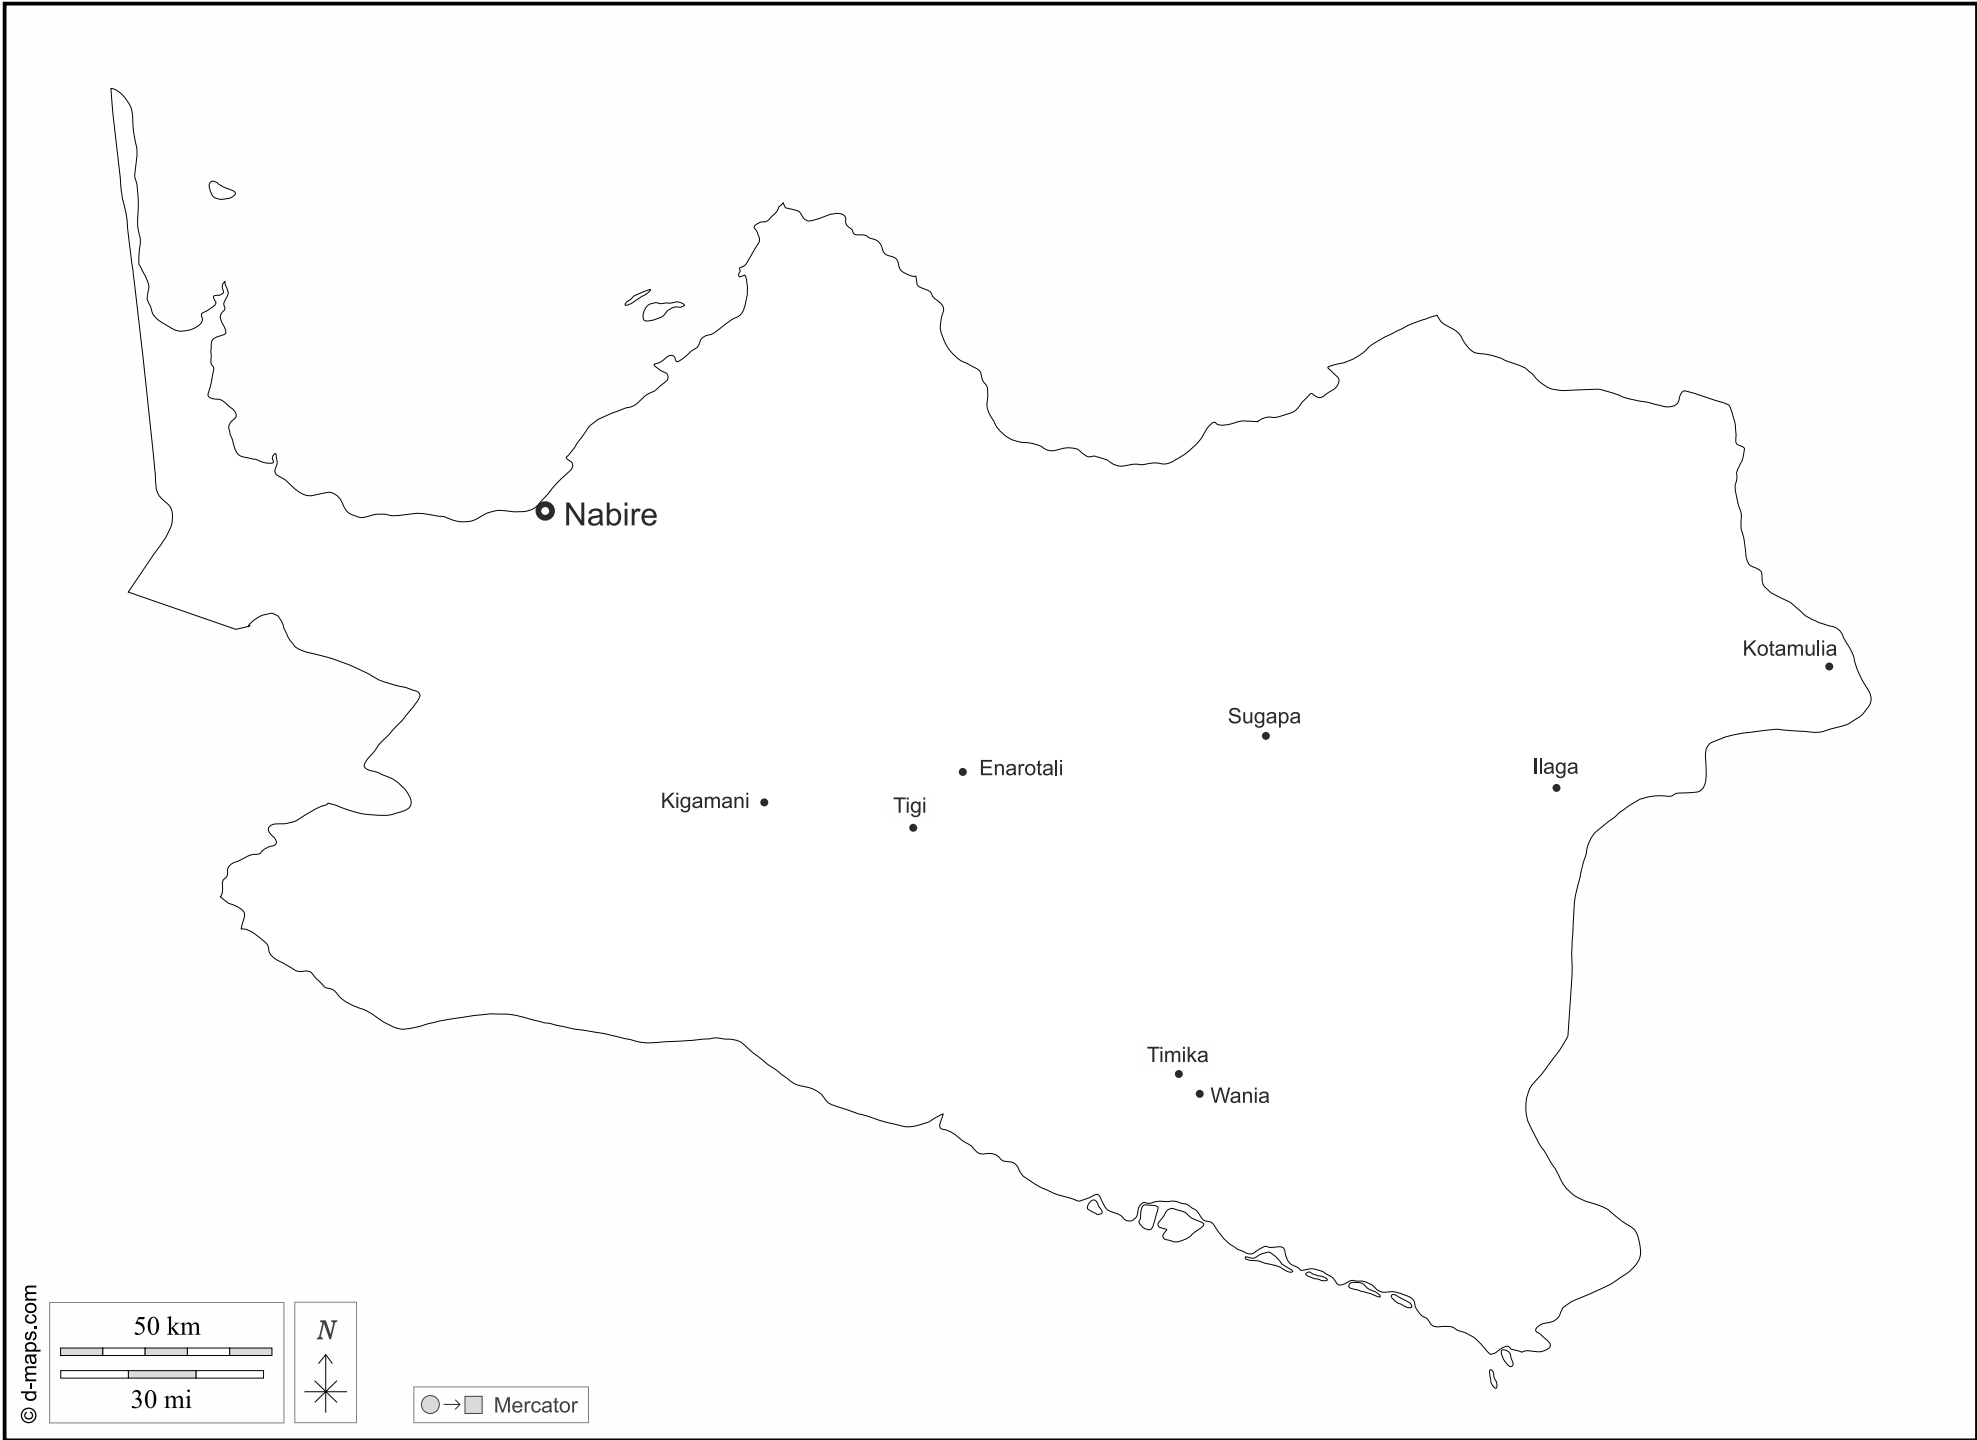 Nabire
Kotamulia
Sugapa
Enarotali
Ilaga
Kigamani
Tigi
Timika
Wania
© d-maps.com
50 km
30 mi
N
Mercator